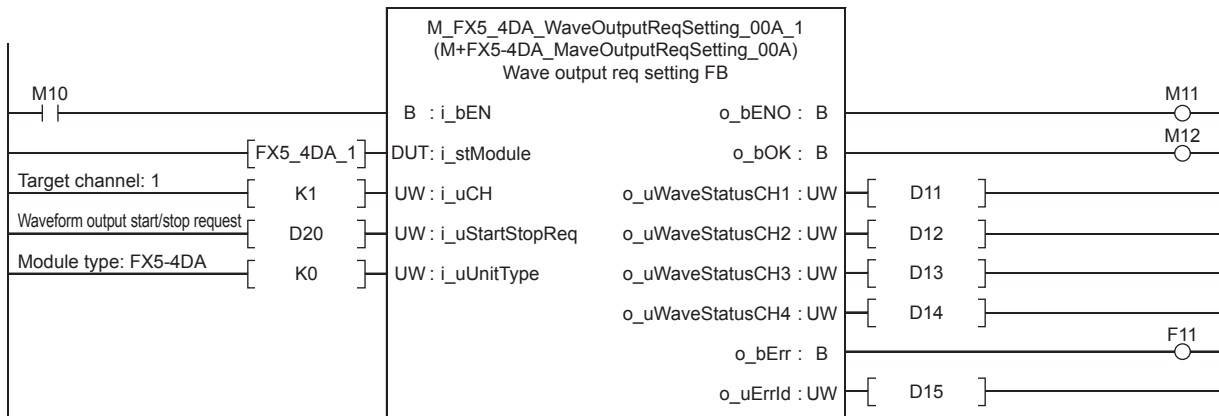 M_FX5_4DA_WaveOutputReqSetting_00A_1
(M+FX5-4DA_MaveOutputReqSetting_00A)
Wave output req setting FB
M10 B : i_bEN o_bENO : B M11
[FX5_4DA_1] DUT: i_stModule o_bOK : B M12
Target channel: 1 [ K1 ] UW : i_uCH o_uWaveStatusCH1 : UW [ D11 ]
Waveform output start/stop request [ D20 ] UW : i_uStartStopReq o_uWaveStatusCH2 : UW [ D12 ]
Module type: FX5-4DA [ K0 ] UW : i_uUnitType o_uWaveStatusCH3 : UW [ D13 ]
o_uWaveStatusCH4 : UW [ D14 ]
o_bErr : B F11
o_uErrId : UW [ D15 ]